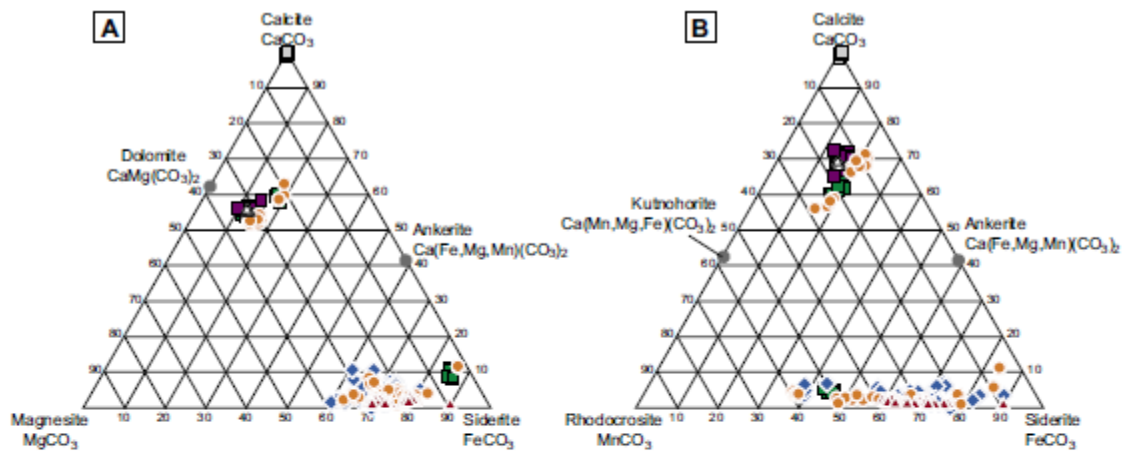 A
Calcite
CaCO3
10
90
20
80
Dolomite
CaMg(CO3)2
30
70
40
60
50
50
Ankerite
Ca(Fe,Mg,Mn)(CO3)2
60
40
70
30
80
20
90
10
Magnesite
MgCO3
10
20
30
40
50
60
70
80
90
Siderite
FeCO3
B
Calcite
CaCO3
10
90
20
80
30
70
40
60
Kutnohorite
Ca(Mn,Mg,Fe)(CO3)2
50
50
Ankerite
Ca(Fe,Mg,Mn)(CO3)2
60
40
70
30
80
20
90
10
Rhodocrosite
MnCO3
10
20
30
40
50
60
70
80
90
Siderite
FeCO3